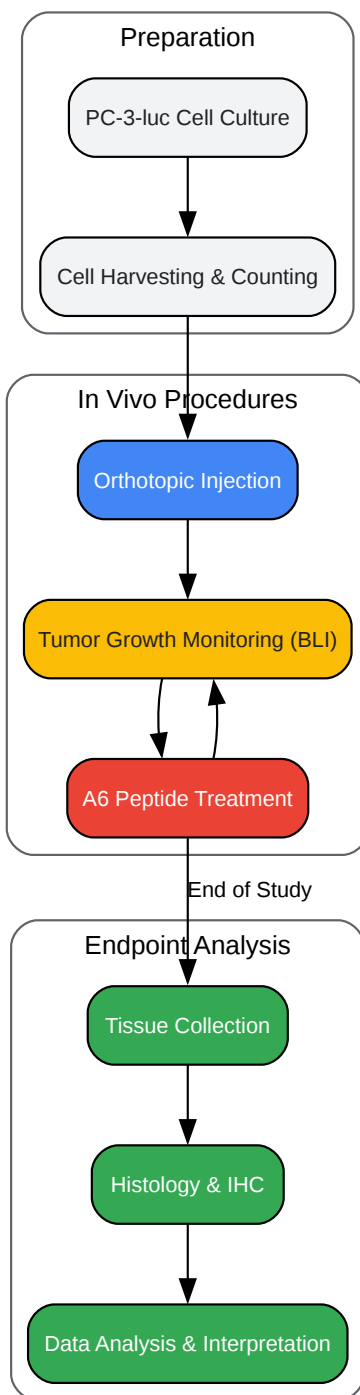 Preparation
PC-3-luc Cell Culture
Cell Harvesting & Counting
In Vivo Procedures
Orthotopic Injection
Tumor Growth Monitoring (BLI)
A6 Peptide Treatment
End of Study
Endpoint Analysis
Tissue Collection
Histology & IHC
Data Analysis & Interpretation